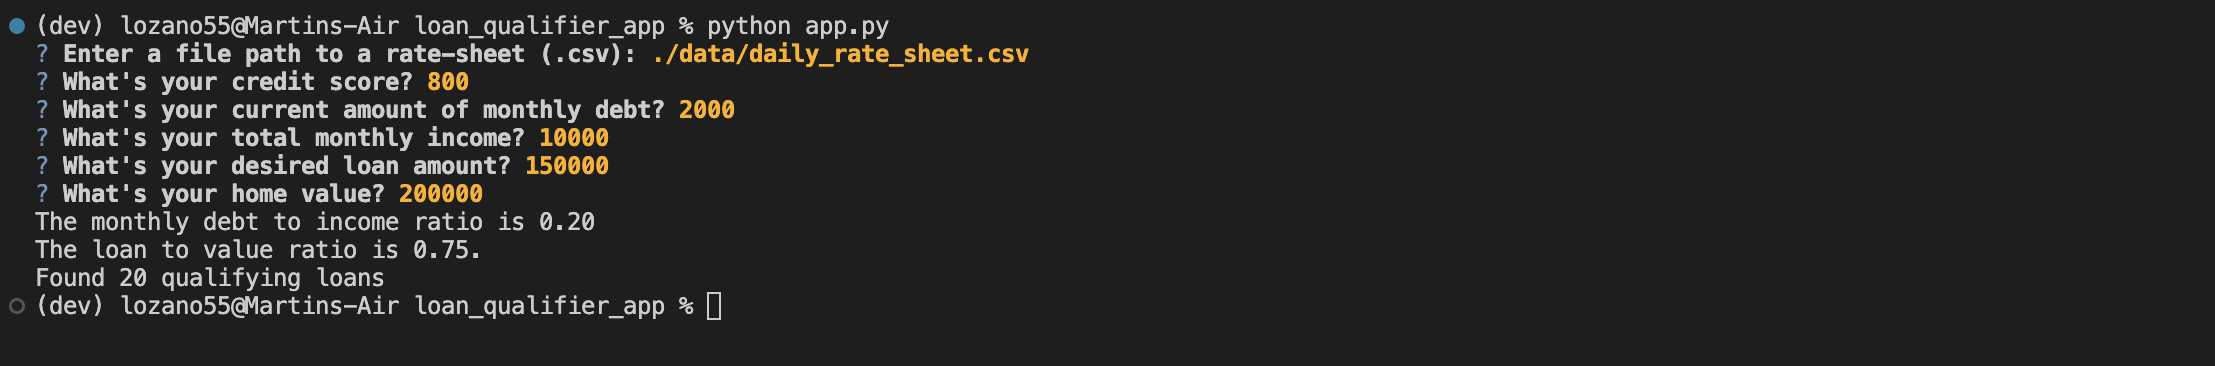 (dev) lozano55@Martins-Air loan_qualifier_app % python app.py
? Enter a file path to a rate-sheet (.csv): ./data/daily_rate_sheet.csv
? What's your credit score? 800
? What's your current amount of monthly debt? 2000
? What's your total monthly income? 10000
? What's your desired loan amount? 150000
? What's your home value? 200000
The monthly debt to income ratio is 0.20
The loan to value ratio is 0.75.
Found 20 qualifying loans
(dev) lozano55@Martins-Air loan_qualifier_app %